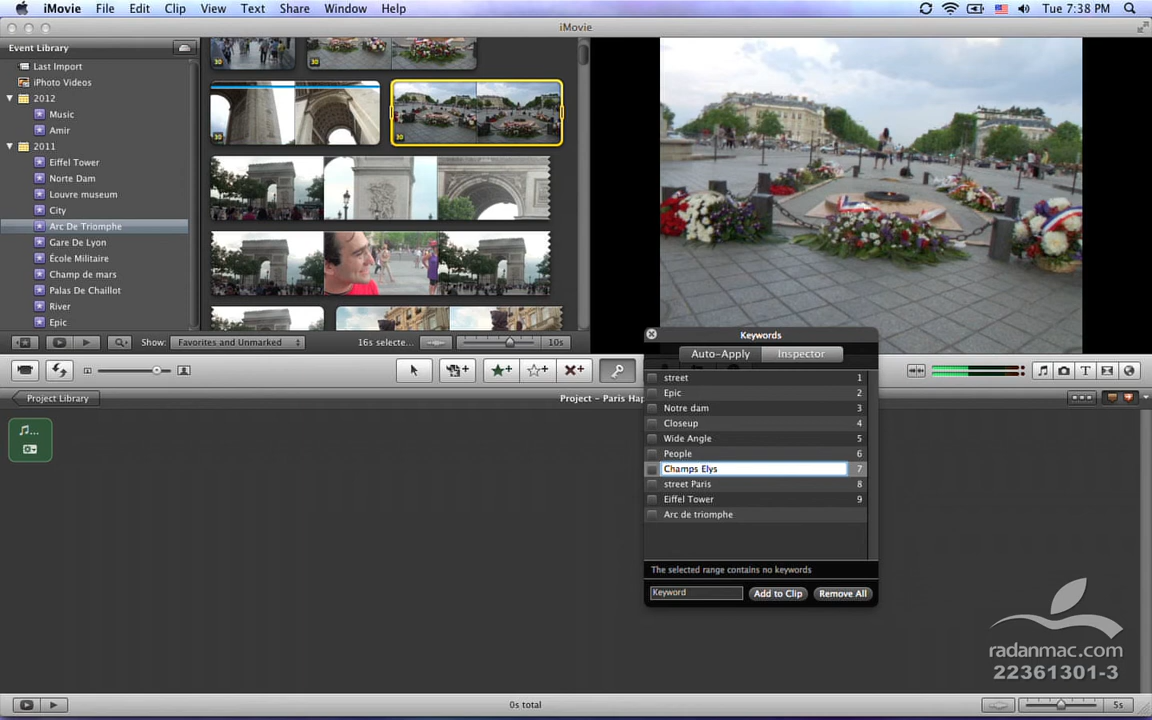 iMovie File Edit Clip View Text Share Window Help Tue 7:38 PM
iMovie
Event Library
Last Import
iPhoto Videos
2012
Music
Amir
2011
Eiffel Tower
Norte Dam
Louvre museum
City
Arc De Triomphe
Gare De Lyon
École Militaire
Champ de mars
Palas De Chaillot
River
Epic
30
30
30
30
Show: Favorites and Unmarked 16s selecte... 10s
Project Library
Project - Paris Hap
Keywords
Auto-Apply Inspector
street 1
Epic 2
Notre dam 3
Closeup 4
Wide Angle 5
People 6
Champs Elys 7
street Paris 8
Eiffel Tower 9
Arc de triomphe
The selected range contains no keywords
Keyword Add to Clip Remove All
radanmac.com
22361301-3
0s total 5s